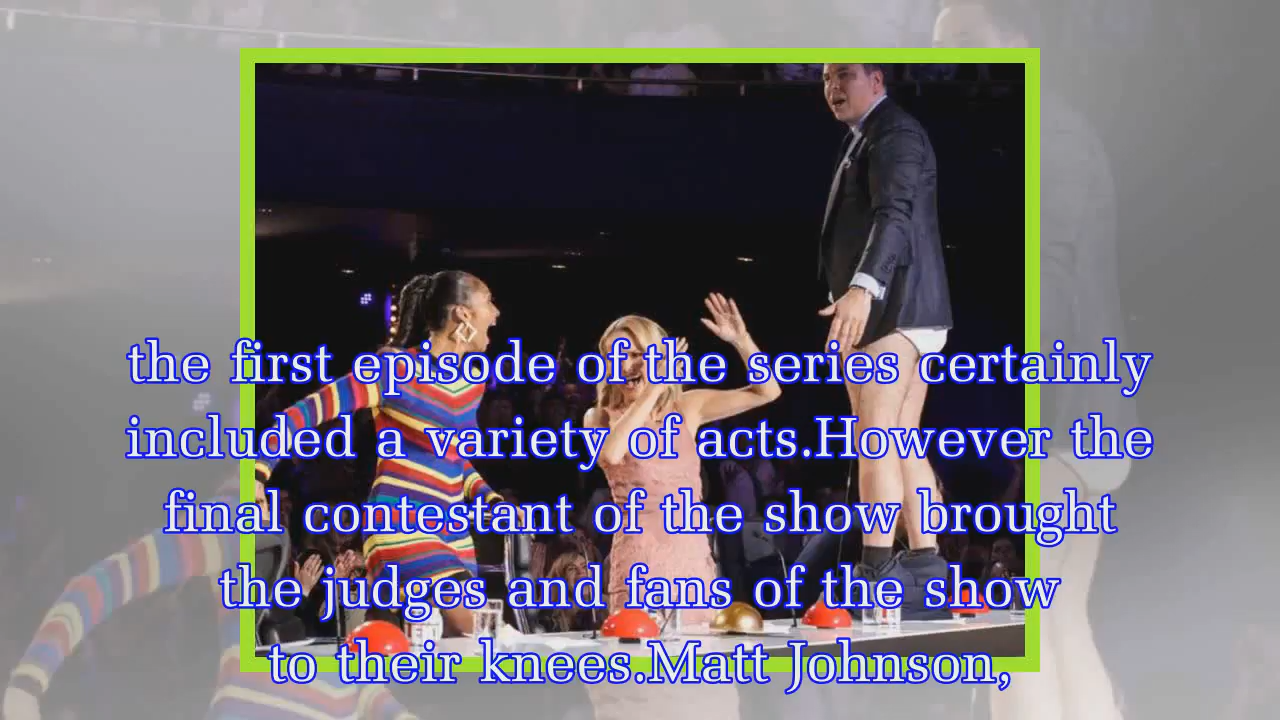 the first episode of the series certainly
included a variety of acts.However the
final contestant of the show brought
the judges and fans of the show
to their knees.Matt Johnson,